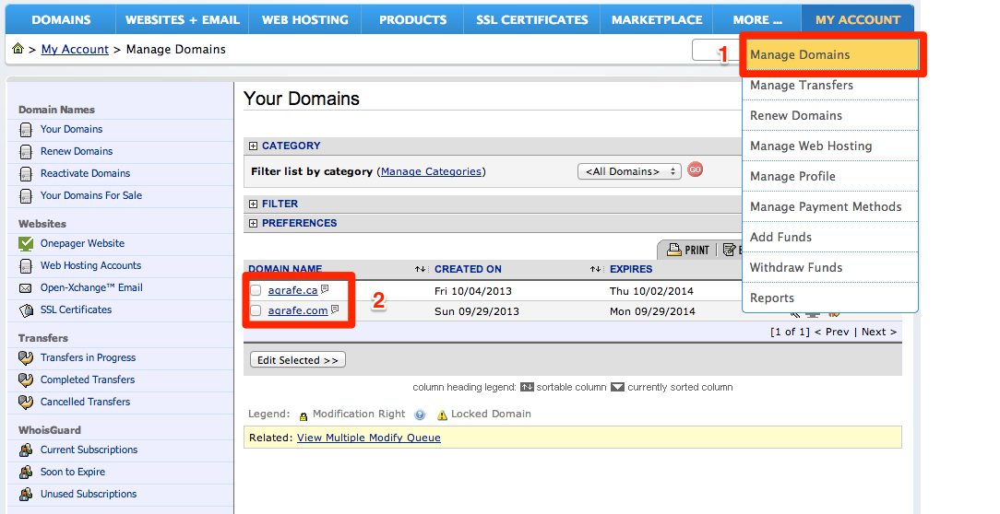 DOMAINS WEBSITES + EMAIL WEB HOSTING PRODUCTS SSL CERTIFICATES MARKETPLACE MORE ... MY ACCOUNT
> My Account > Manage Domains
1
Manage Domains
Manage Transfers
Renew Domains
Manage Web Hosting
Manage Profile
Manage Payment Methods
Add Funds
Withdraw Funds
Reports
Domain Names
Your Domains
Renew Domains
Reactivate Domains
Your Domains For Sale
Websites
Onepager Website
Web Hosting Accounts
Open-Xchange™ Email
SSL Certificates
Transfers
Transfers in Progress
Completed Transfers
Cancelled Transfers
WhoisGuard
Current Subscriptions
Soon to Expire
Unused Subscriptions
Your Domains
CATEGORY
Filter list by category (Manage Categories) <All Domains> GO
FILTER
PREFERENCES
PRINT
DOMAIN NAME CREATED ON EXPIRES
aqrafe.ca Fri 10/04/2013 Thu 10/02/2014
aqrafe.com Sun 09/29/2013 Mon 09/29/2014
2
[1 of 1] < Prev | Next >
Edit Selected >>
column heading legend: sortable column currently sorted column
Legend: Modification Right ? Locked Domain
Related: View Multiple Modify Queue